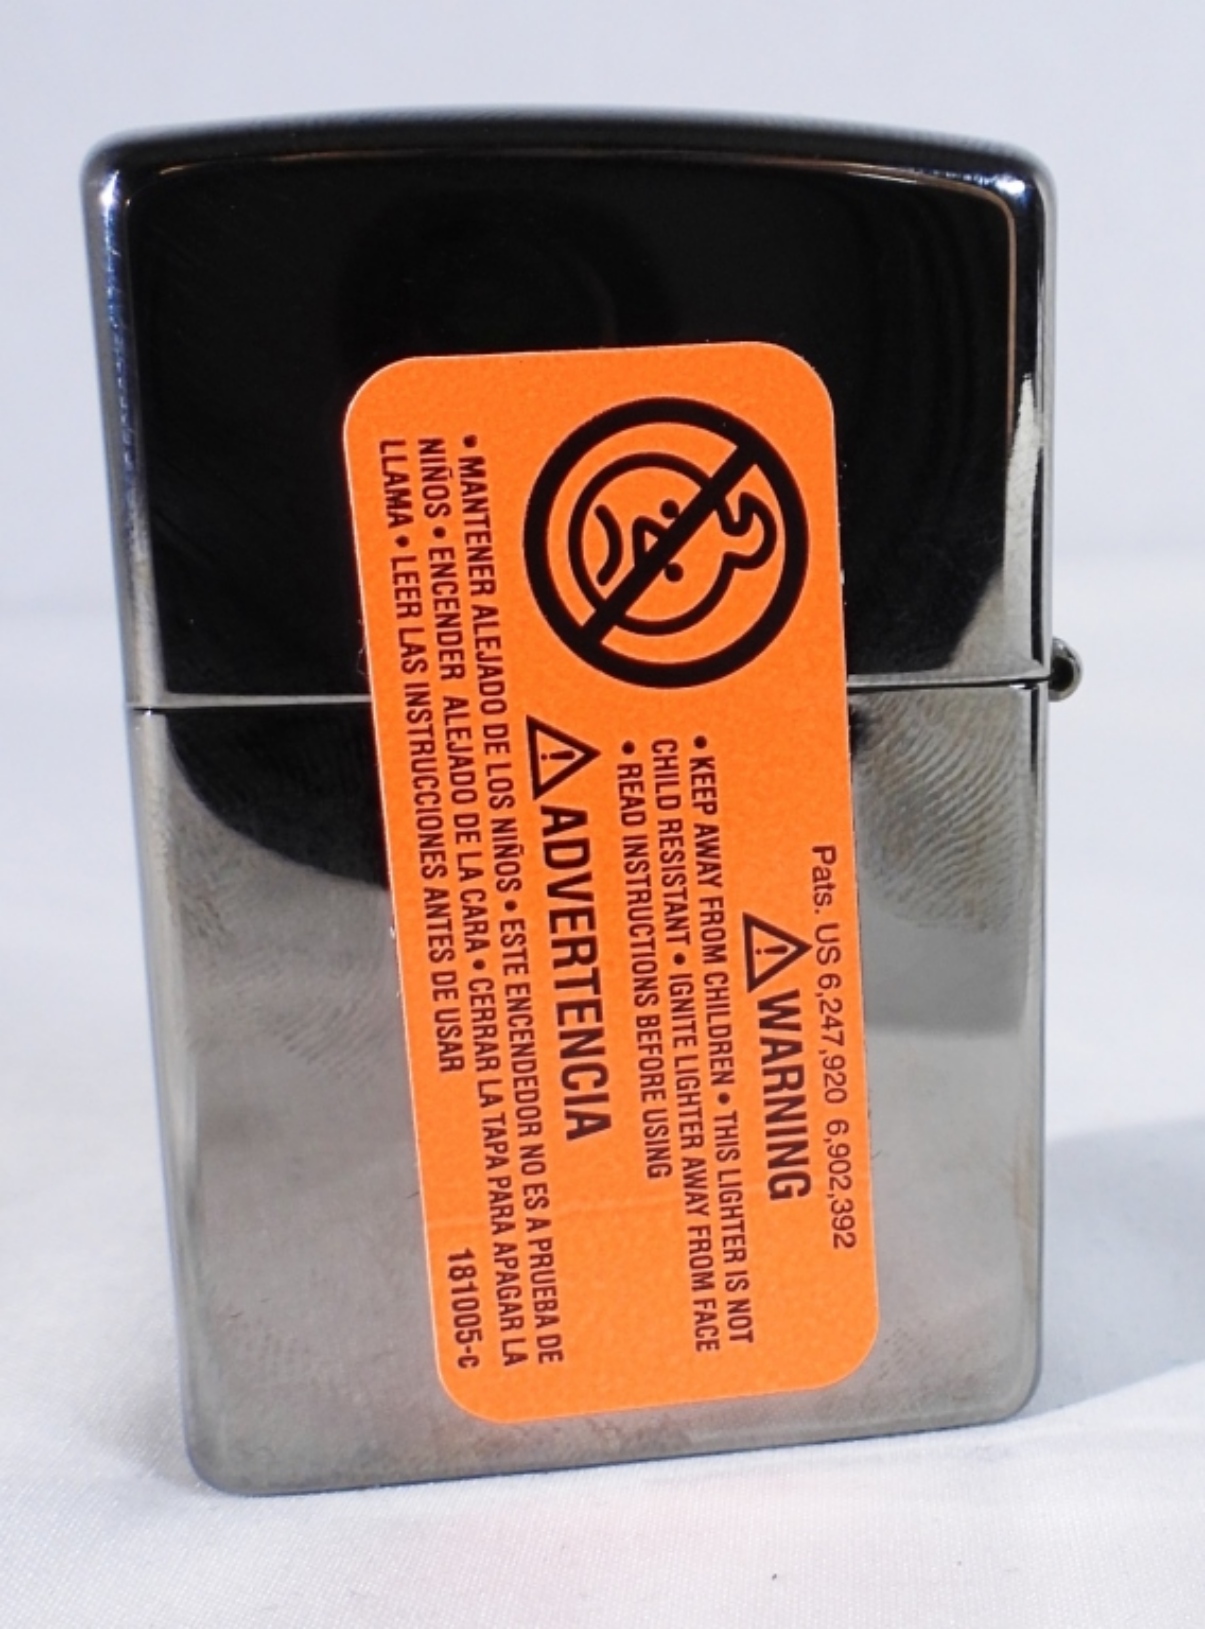 Pats. US 6,247,920 6,902,392
WARNING
• KEEP AWAY FROM CHILDREN • THIS LIGHTER IS NOT
CHILD RESISTANT • IGNITE LIGHTER AWAY FROM FACE
• READ INSTRUCTIONS BEFORE USING
ADVERTENCIA
• MANTENER ALEJADO DE LOS NIÑOS • ESTE ENCENDEDOR NO ES A PRUEBA DE
NIÑOS • ENCENDER ALEJADO DE LA CARA • CERRAR LA TAPA PARA APAGAR LA
LLAMA • LEER LAS INSTRUCCIONES ANTES DE USAR
181005-c